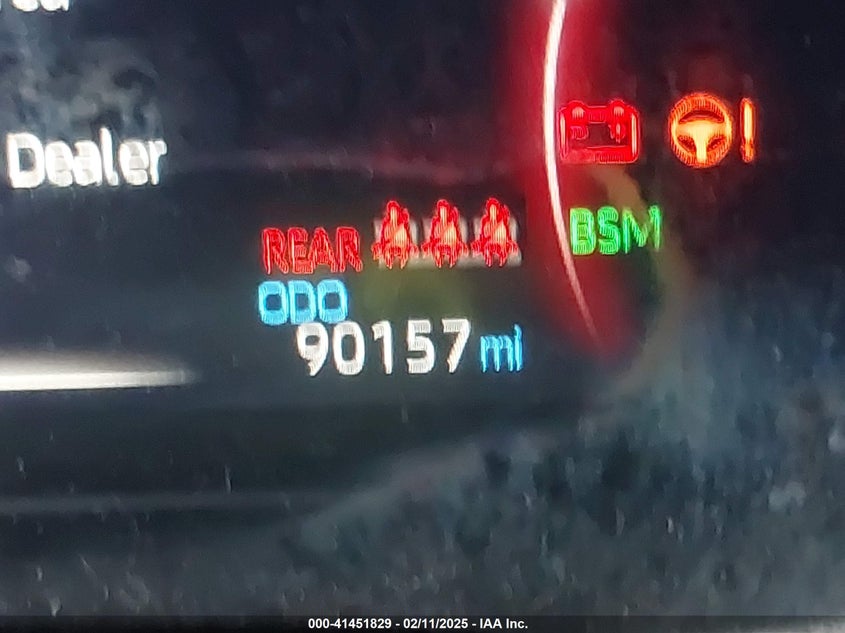 Dealer
BSM
REAR
ODO
90157 mi
000-41451829 - 02/11/2025 - IAA Inc.